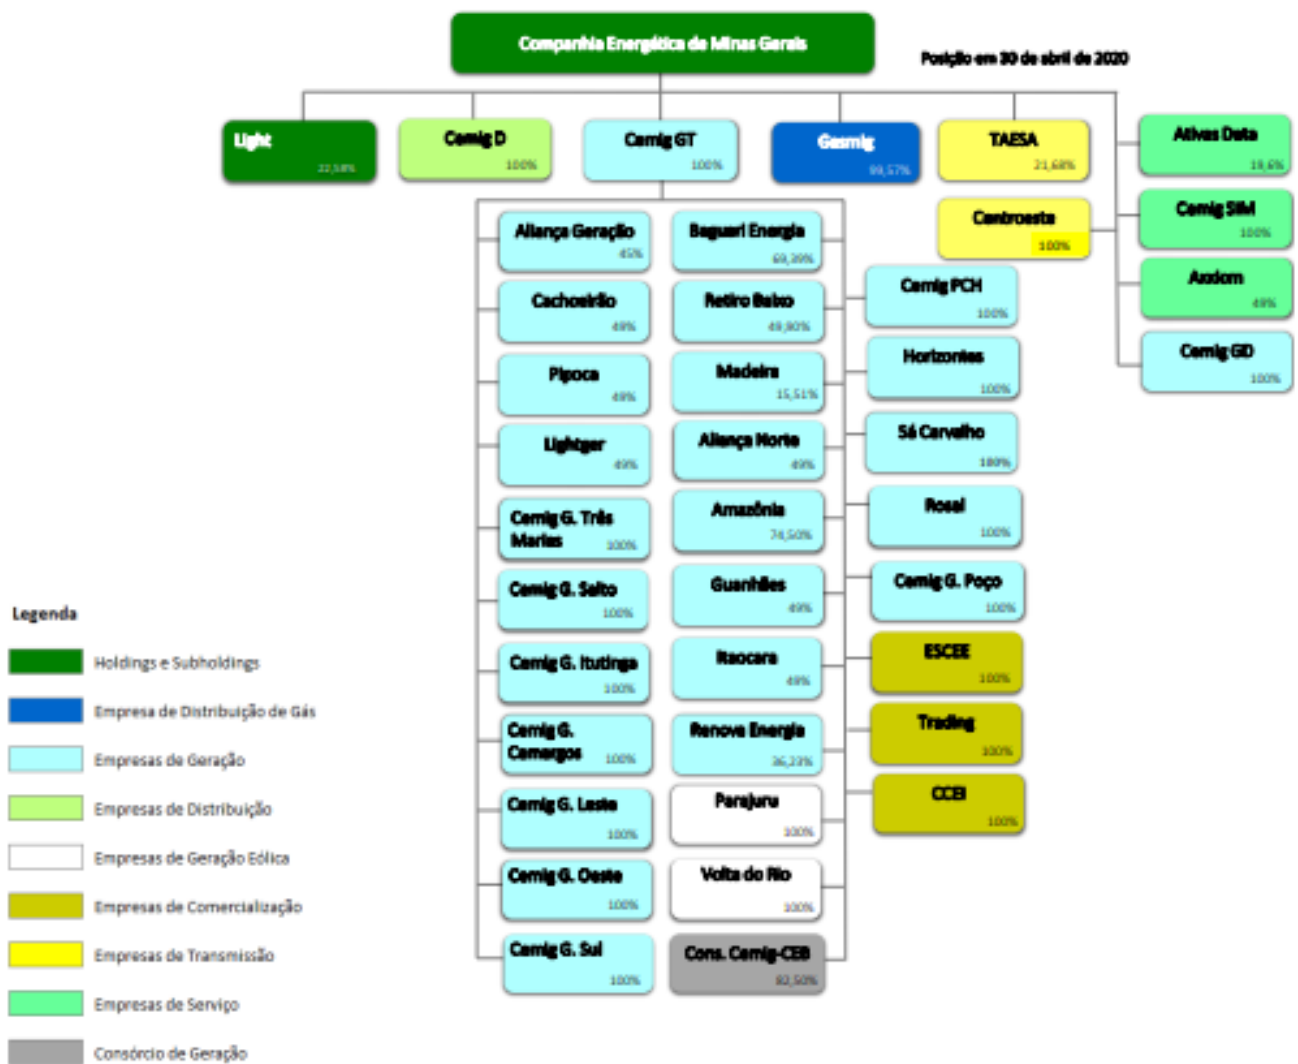 Companhia Energética de Minas Gerais
Posição em 30 de abril de 2020
Light
22,58%
Cemig D
100%
Cemig GT
100%
Gasmig
99,57%
TAESA
21,68%
Ativas Data
19,6%
Centroeste
100%
Cemig SIM
100%
Axxiom
49%
Cemig GD
100%
Aliança Geração
45%
Baguari Energia
69,39%
Cachoeirão
49%
Retiro Baixo
49,90%
Cemig PCH
100%
Pipoca
49%
Madeira
15,51%
Horizontes
100%
Lightger
49%
Aliança Norte
49%
Sá Carvalho
100%
Cemig G. Três
Marias
100%
Amazônia
74,50%
Rosal
100%
Cemig G. Salto
100%
Guanhães
49%
Cemig G. Poço
100%
Cemig G. Itutinga
100%
Itaocara
49%
ESCEE
100%
Cemig G.
Camargos
100%
Renova Energia
36,23%
Trading
100%
Cemig G. Leste
100%
Parajuru
100%
CCEI
100%
Cemig G. Oeste
100%
Volta do Rio
100%
Cemig G. Sul
100%
Cons. Cemig-CEB
82,50%
Legenda
Holdings e Subholdings
Empresa de Distribuição de Gás
Empresas de Geração
Empresas de Distribuição
Empresas de Geração Eólica
Empresas de Comercialização
Empresas de Transmissão
Empresas de Serviço
Consórcio de Geração